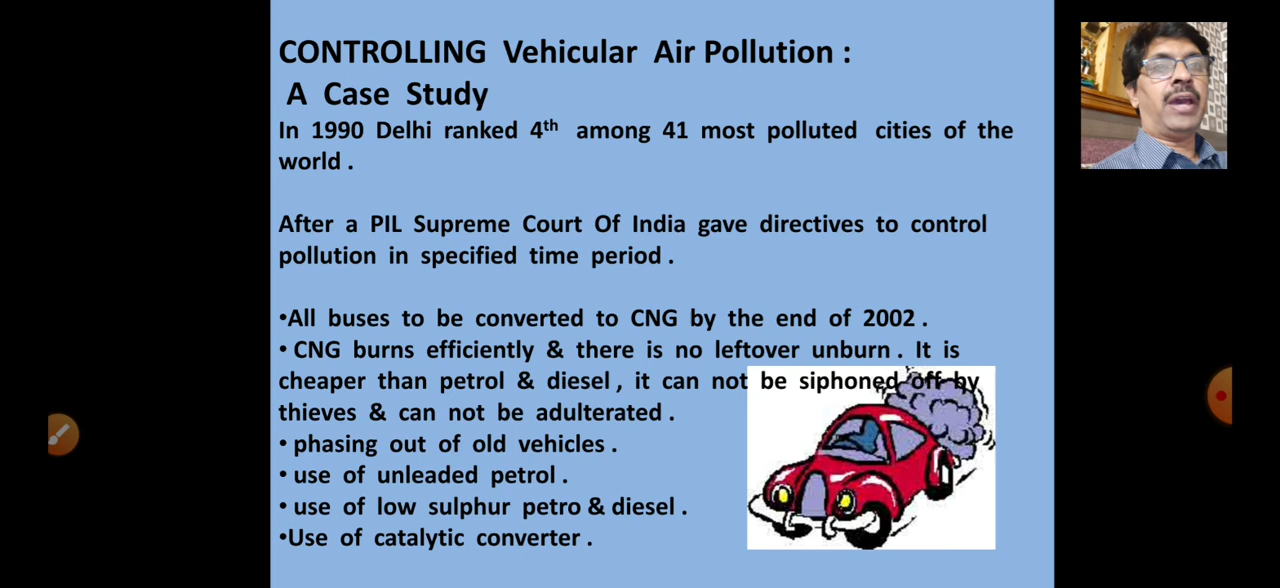 CONTROLLING Vehicular Air Pollution :
A Case Study
In 1990 Delhi ranked 4th among 41 most polluted cities of the
world .
After a PIL Supreme Court Of India gave directives to control
pollution in specified time period .
•All buses to be converted to CNG by the end of 2002 .
• CNG burns efficiently & there is no leftover unburn . It is
cheaper than petrol & diesel , it can not be siphoned off by
thieves & can not be adulterated .
• phasing out of old vehicles .
• use of unleaded petrol .
• use of low sulphur petro & diesel .
•Use of catalytic converter .